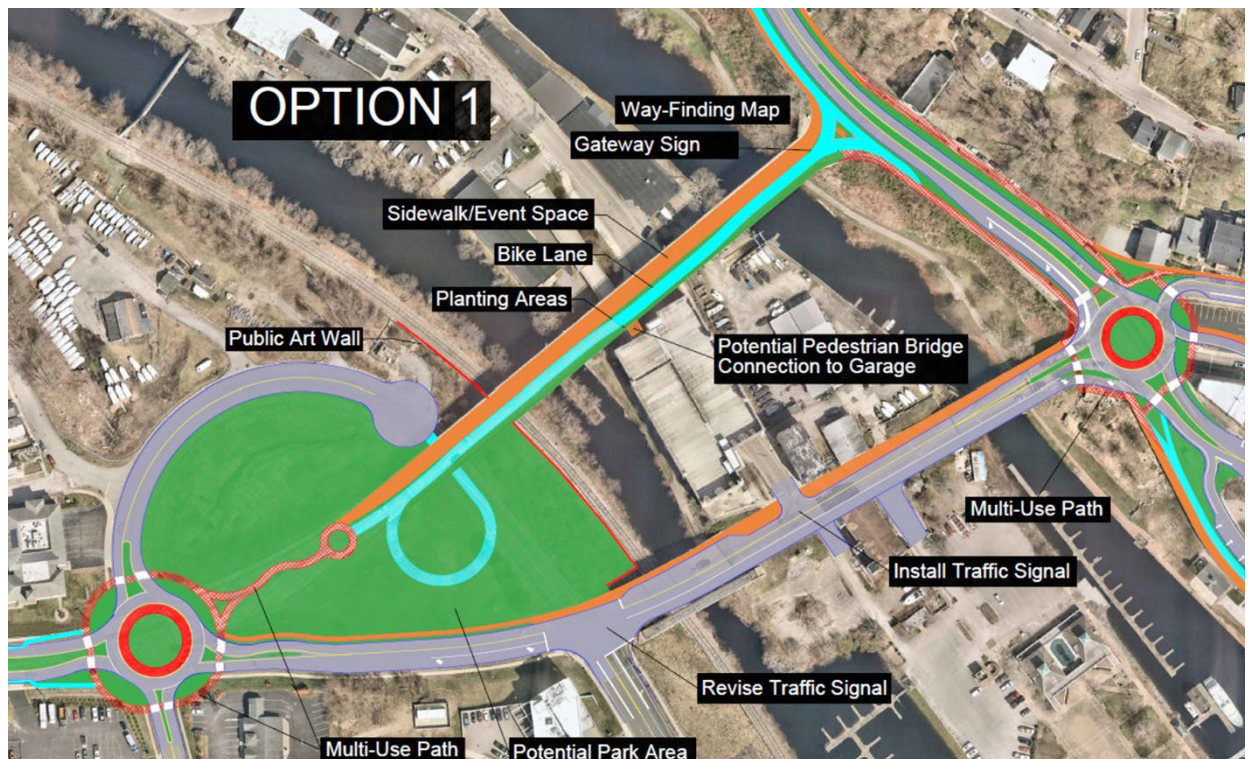 OPTION 1
Way-Finding Map
Gateway Sign
Sidewalk/Event Space
Bike Lane
Planting Areas
Public Art Wall
Potential Pedestrian Bridge
Connection to Garage
Multi-Use Path
Install Traffic Signal
Revise Traffic Signal
Multi-Use Path
Potential Park Area